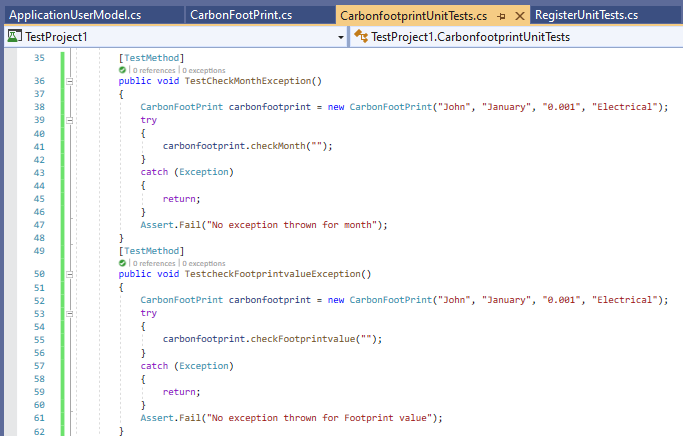 ApplicationUserModel.cs CarbonFootPrint.cs CarbonfootprintUnitTests.cs RegisterUnitTests.cs
TestProject1 TestProject1.CarbonfootprintUnitTests
35 [TestMethod]
0 references | 0 exceptions
36 public void TestCheckMonthException()
37 {
38 CarbonFootPrint carbonfootprint = new CarbonFootPrint("John", "January", "0.001", "Electrical");
39 try
40 {
41 carbonfootprint.checkMonth("");
42 }
43 catch (Exception)
44 {
45 return;
46 }
47 Assert.Fail("No exception thrown for month");
48 }
49 [TestMethod]
0 references | 0 exceptions
50 public void TestcheckFootprintvalueException()
51 {
52 CarbonFootPrint carbonfootprint = new CarbonFootPrint("John", "January", "0.001", "Electrical");
53 try
54 {
55 carbonfootprint.checkFootprintvalue("");
56 }
57 catch (Exception)
58 {
59 return;
60 }
61 Assert.Fail("No exception thrown for Footprint value");
62 }